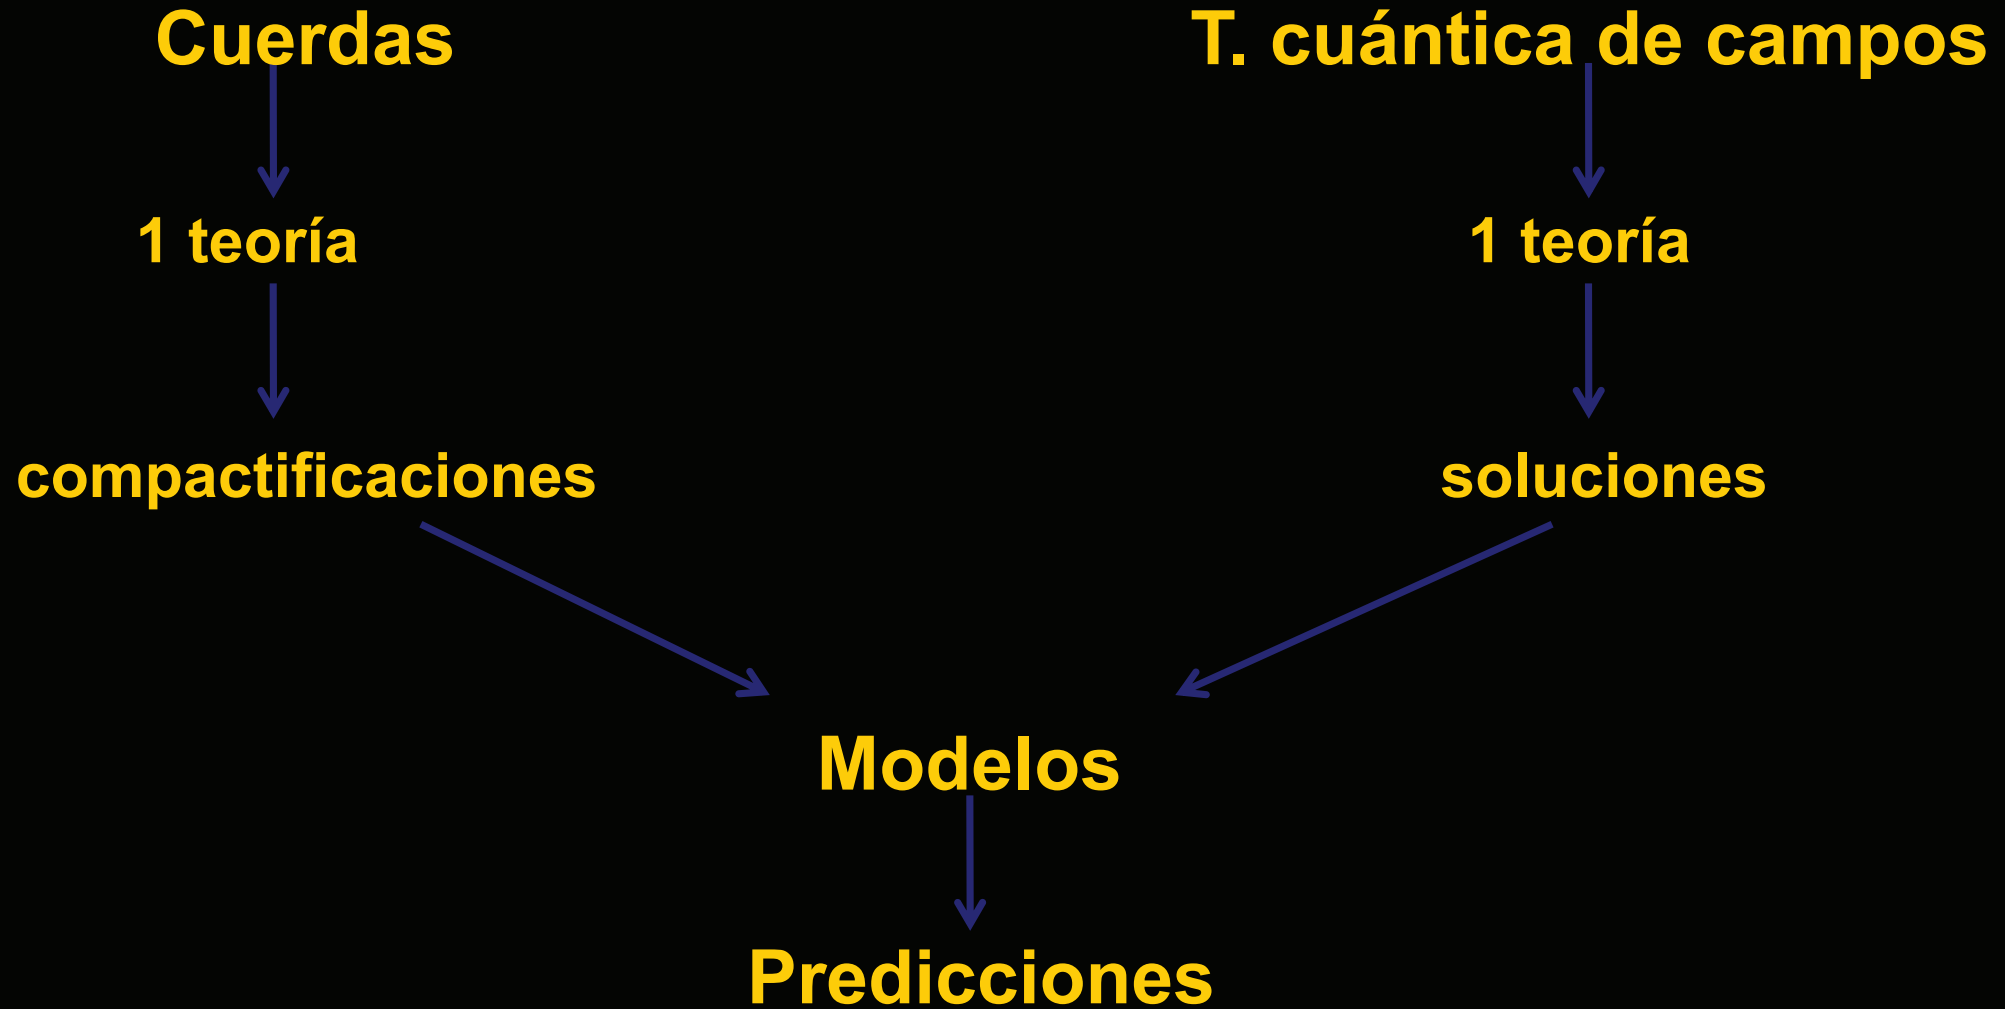 Cuerdas
T. cuántica de campos
1 teoría
1 teoría
compactificaciones
soluciones
Modelos
Predicciones